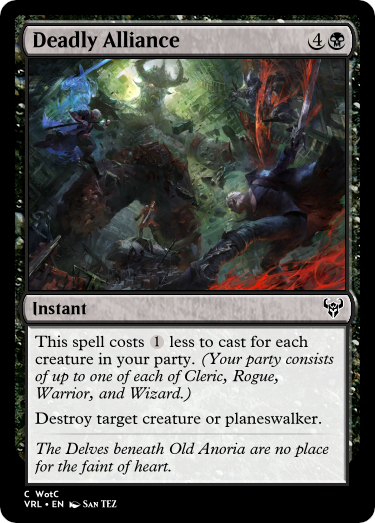 Deadly Alliance 4
Instant
This spell costs 1 less to cast for each
creature in your party. (Your party consists
of up to one of each of Cleric, Rogue,
Warrior, and Wizard.)
Destroy target creature or planeswalker.
The Delves beneath Old Anoria are no place
for the faint of heart.
C WotC
VRL • EN SAN TEZ